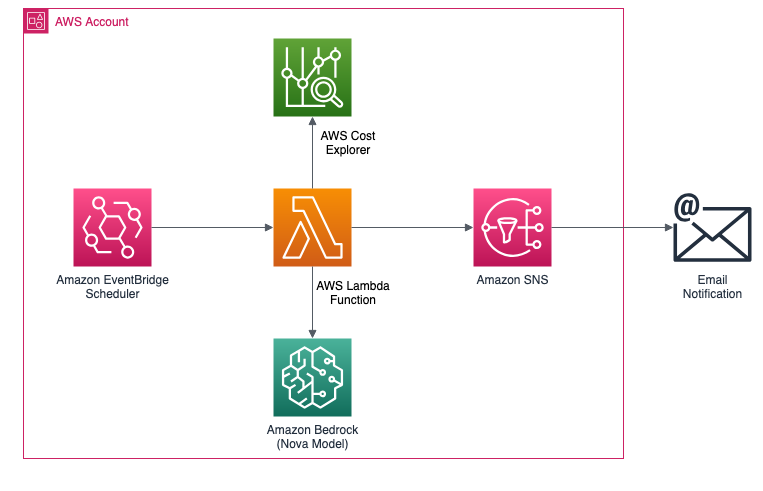 AWS Account
AWS Cost
Explorer
Amazon EventBridge
Scheduler
AWS Lambda
Function
Amazon SNS
@
Email
Notification
Amazon Bedrock
(Nova Model)